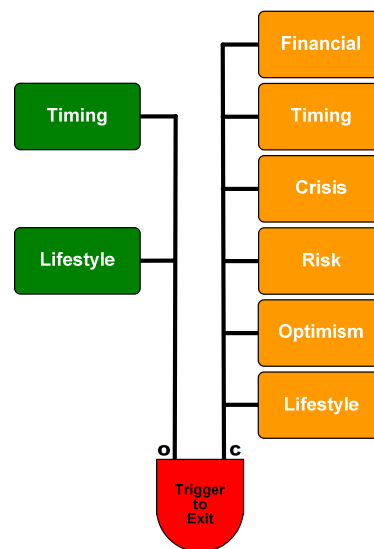 Financial
Timing
Timing
Crisis
Lifestyle
Risk
Optimism
Lifestyle
O
C
Trigger
to
Exit